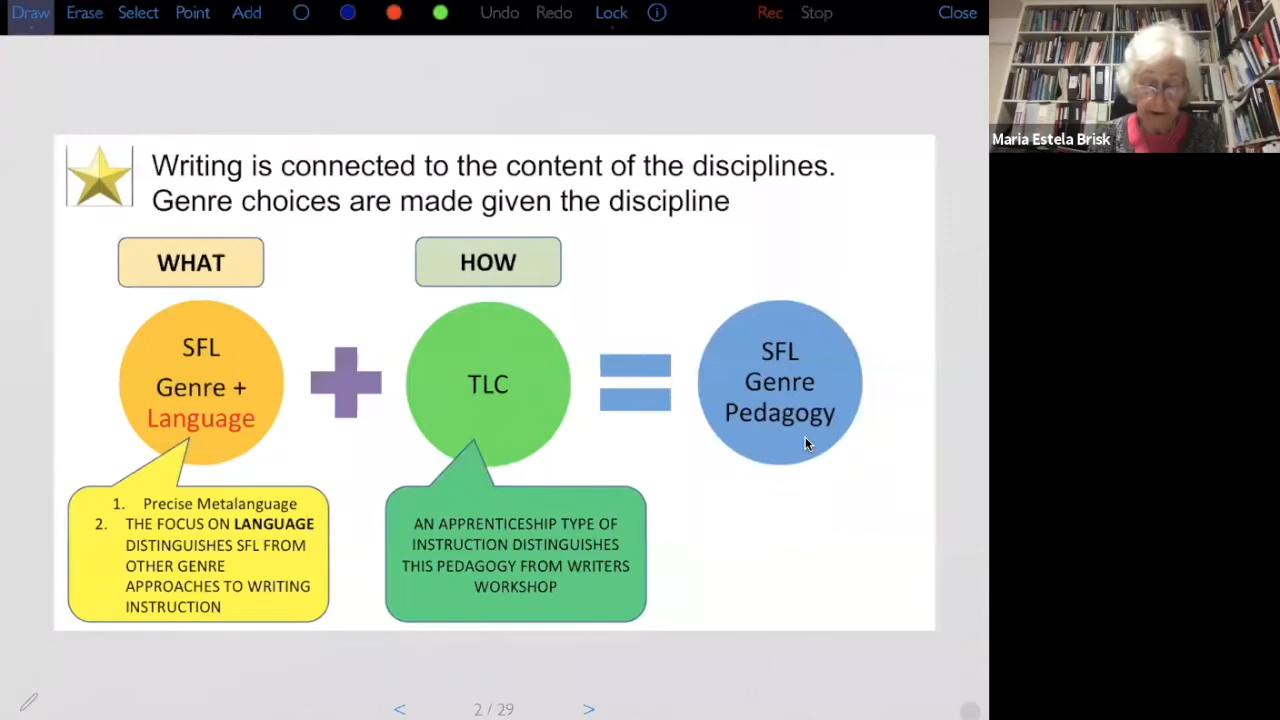 Draw Erase Select Point Add Undo Redo Lock Rec Stop Close
Maria Estela Brisk
Writing is connected to the content of the disciplines.
Genre choices are made given the discipline
WHAT
HOW
SFL
Genre +
Language
TLC
SFL
Genre
Pedagogy
1. Precise Metalanguage
2. THE FOCUS ON LANGUAGE
DISTINGUISHES SFL FROM
OTHER GENRE
APPROACHES TO WRITING
INSTRUCTION
AN APPRENTICESHIP TYPE OF
INSTRUCTION DISTINGUISHES
THIS PEDAGOGY FROM WRITERS
WORKSHOP
< 2 / 29 >